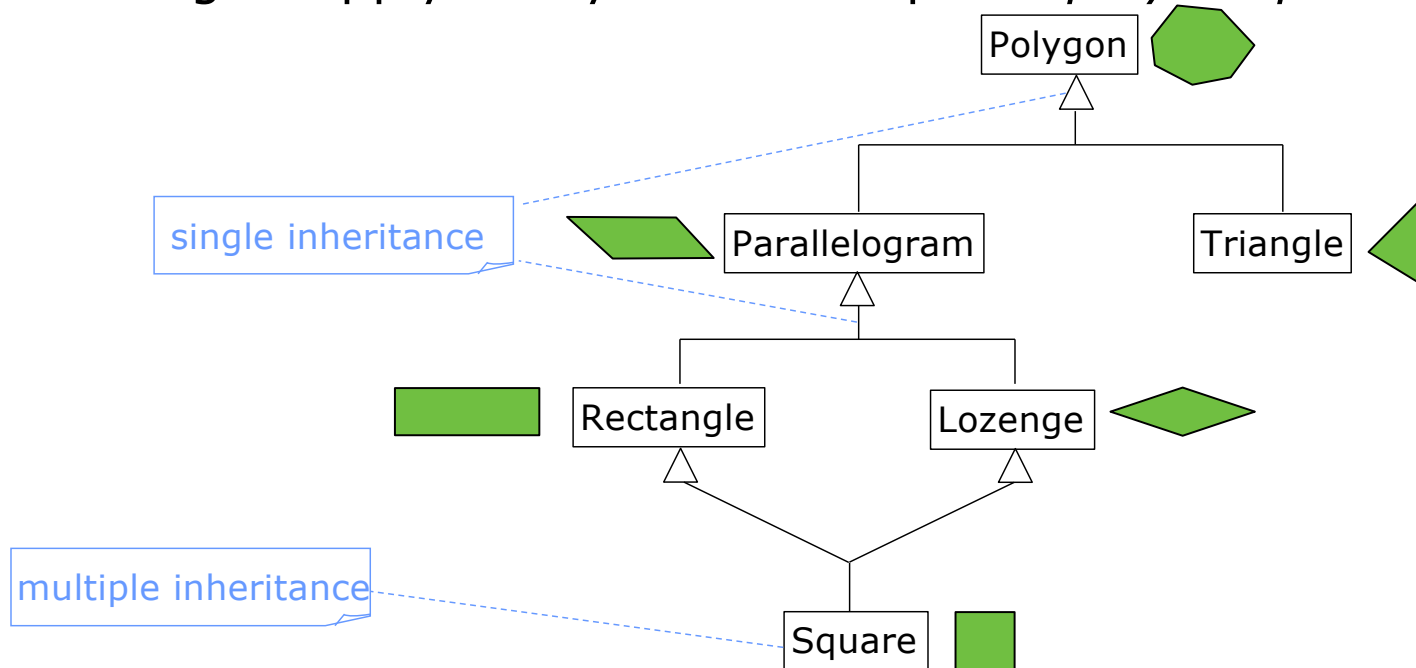 Polygon
single inheritance
Parallelogram
Triangle
Rectangle
Lozenge
multiple inheritance
Square